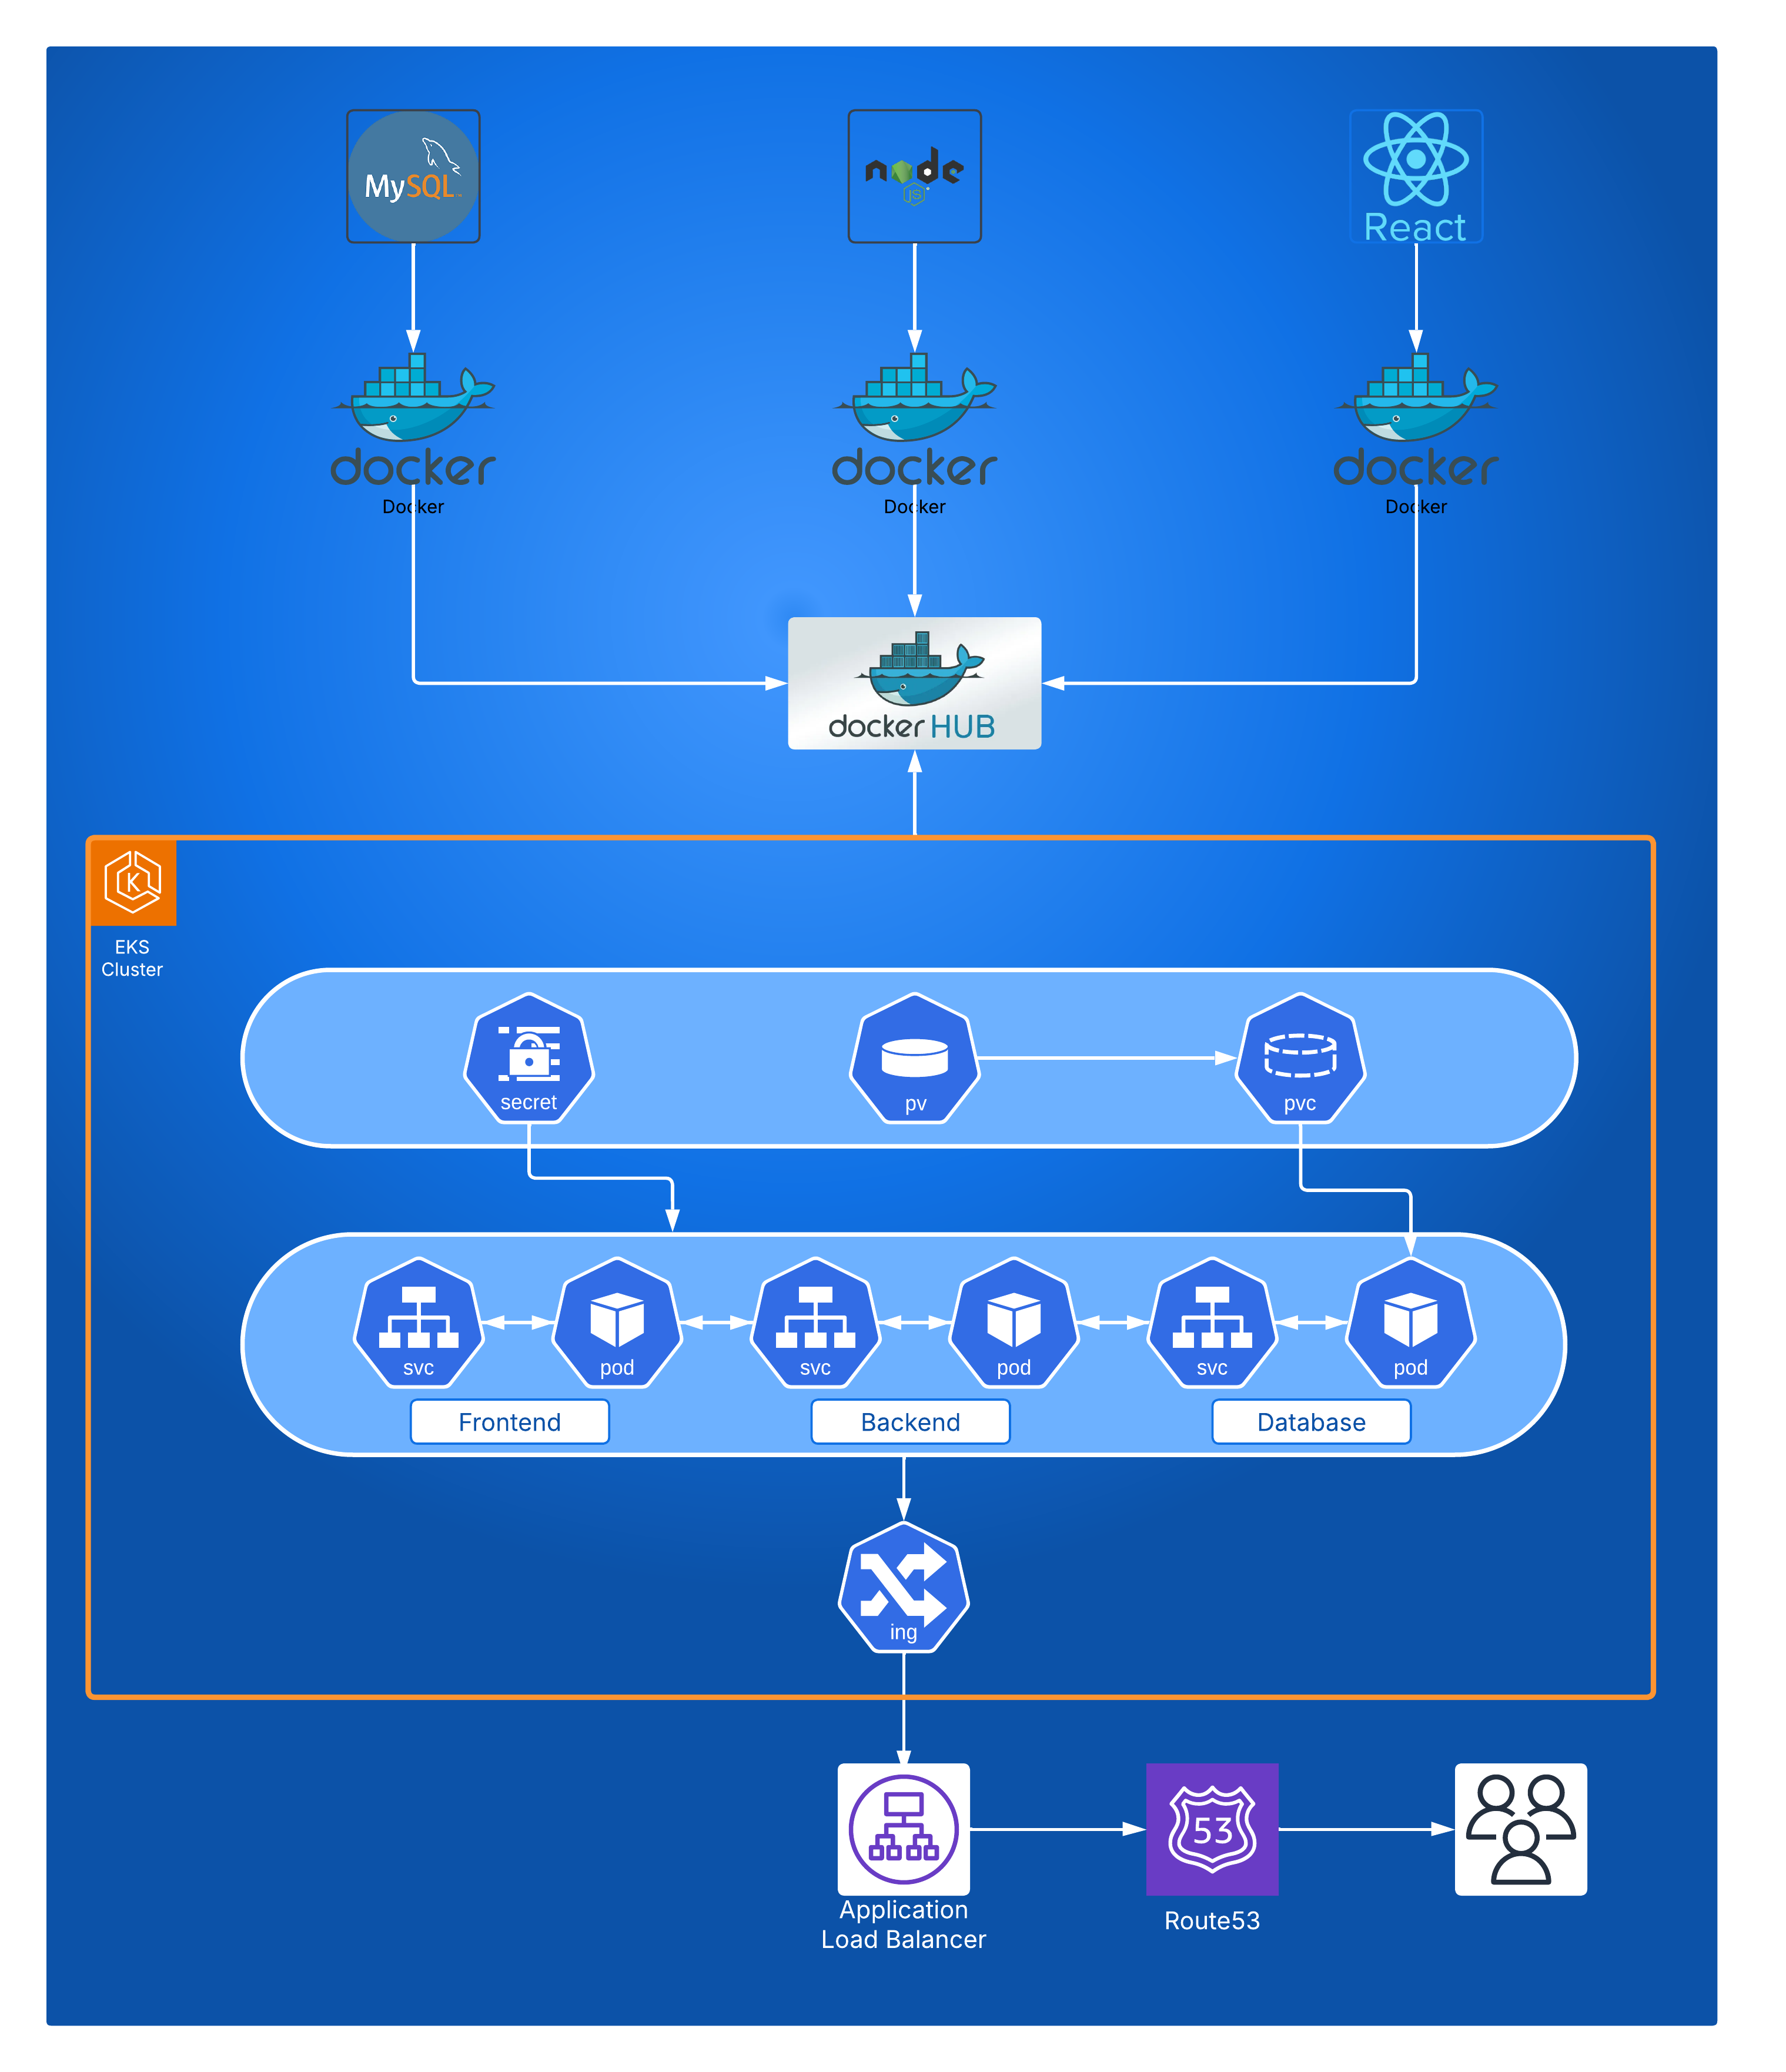 MySQL
node
JS
React
docker
docker
docker
Docker
Docker
Docker
docker HUB
K
EKS
Cluster
secret
pv
pvc
svc
pod
svc
pod
svc
pod
Frontend
Backend
Database
ing
53
Application
Load Balancer
Route53